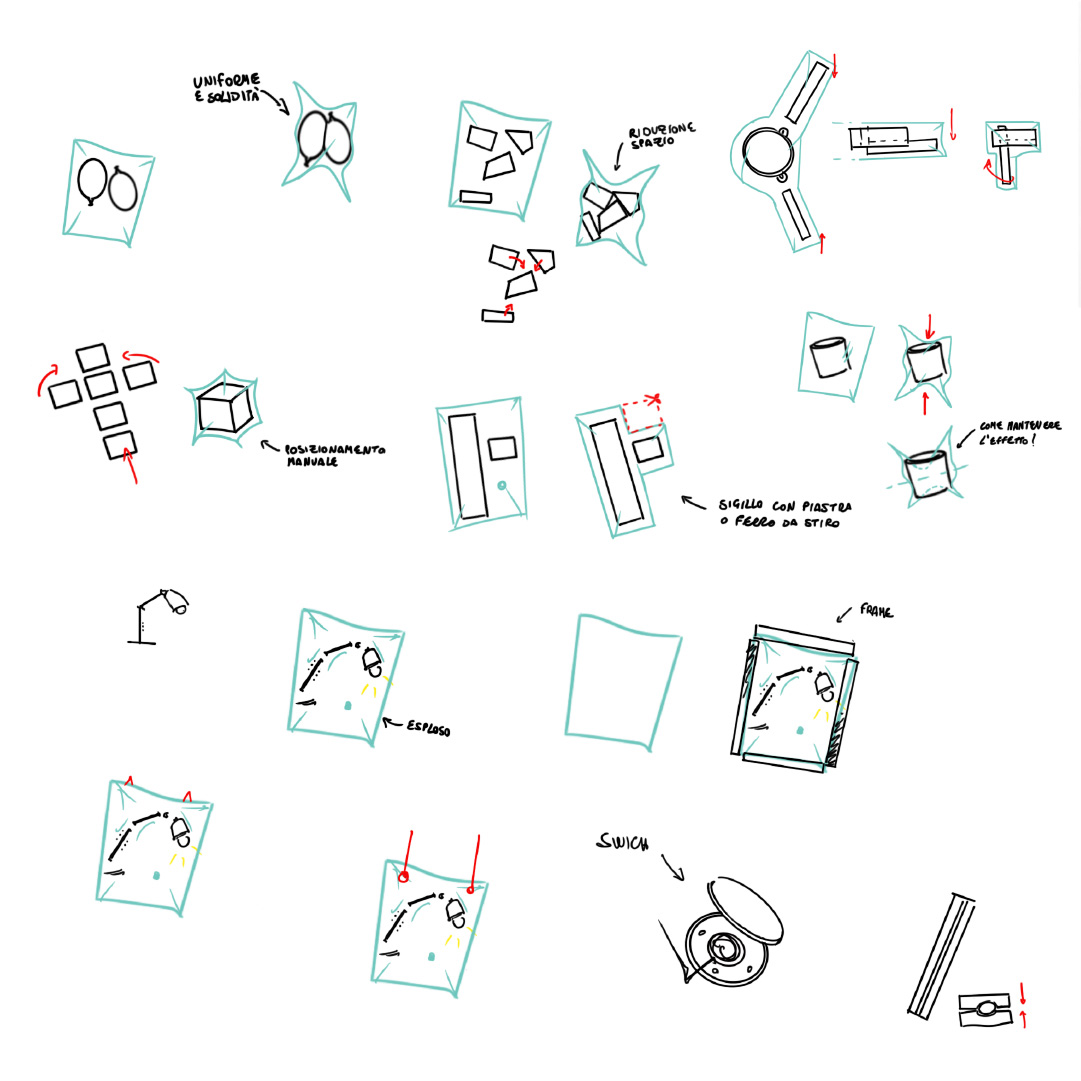 UNIFORME
E SOLIDITÀ
RIDUZIONE
SPAZIO
POSIZIONAMENTO
MANUALE
SIGILLO CON PIASTRA
O FERRO DA STIRO
COME MANTENERE
L'EFFETTO!
ESPLOSO
FRAME
SWICH